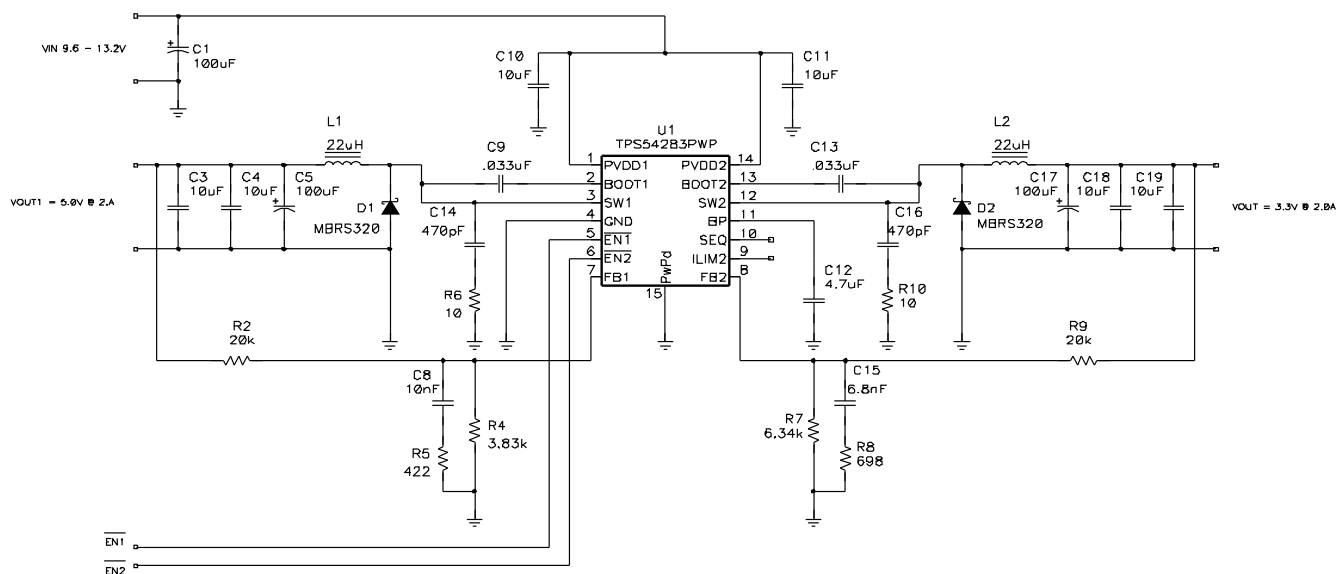 VIN 9.6 - 13.2V
C1
100uF
C10
10uF
C11
10uF
L1
22uH
C9
.033uF
U1
TPS54283PWP
C13
.033uF
L2
22uH
1 PVDD1 PVDD2 14
2 BOOT1 BOOT2 13
3 SW1 SW2 12
4 GND BP 11
5 EN1 SEQ 10
6 EN2 ILIM2 9
7 FB1 FB2 8
15 PwPd
C3
10uF
C4
10uF
C5
100uF
VOUT1 = 5.0V @ 2.A
D1
MBRS320
C14
470pF
C16
470pF
D2
MBRS320
C17
100uF
C18
10uF
C19
10uF
VOUT = 3.3V @ 2.0A
R6
10
C12
4.7uF
R10
10
R2
20k
R9
20k
C8
10nF
R4
3.83k
R5
422
C15
6.8nF
R7
6.34k
R8
698
EN1
EN2